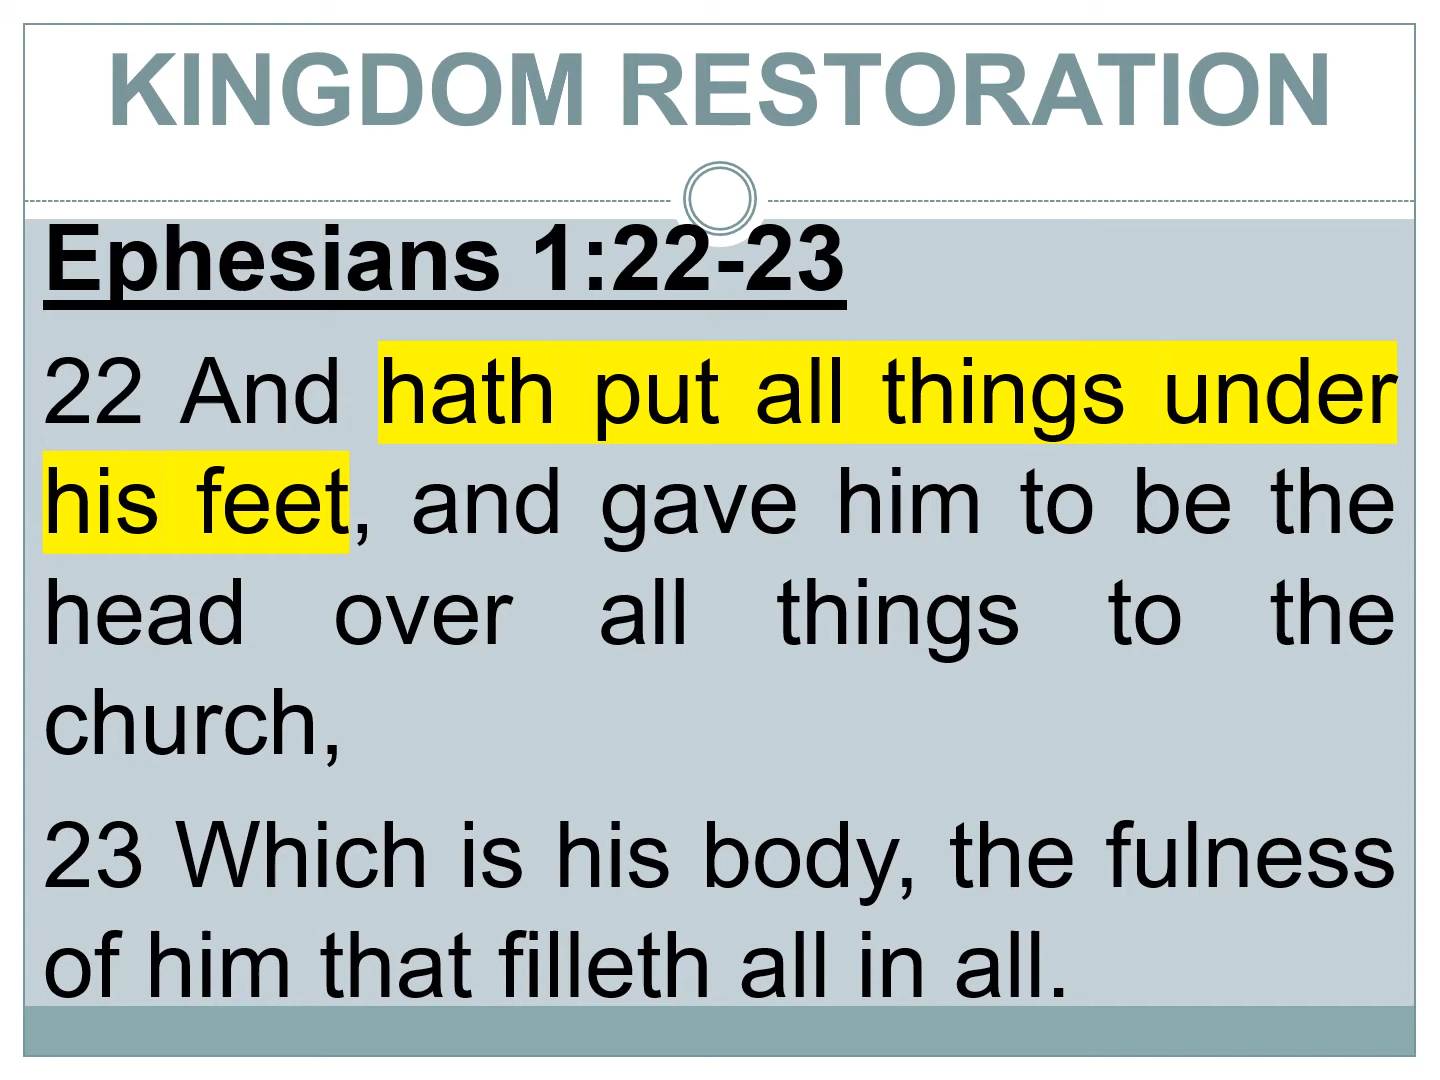 KINGDOM RESTORATION
Ephesians 1:22-23
22 And hath put all things under
his feet, and gave him to be the
head over all things to the
church,
23 Which is his body, the fulness
of him that filleth all in all.